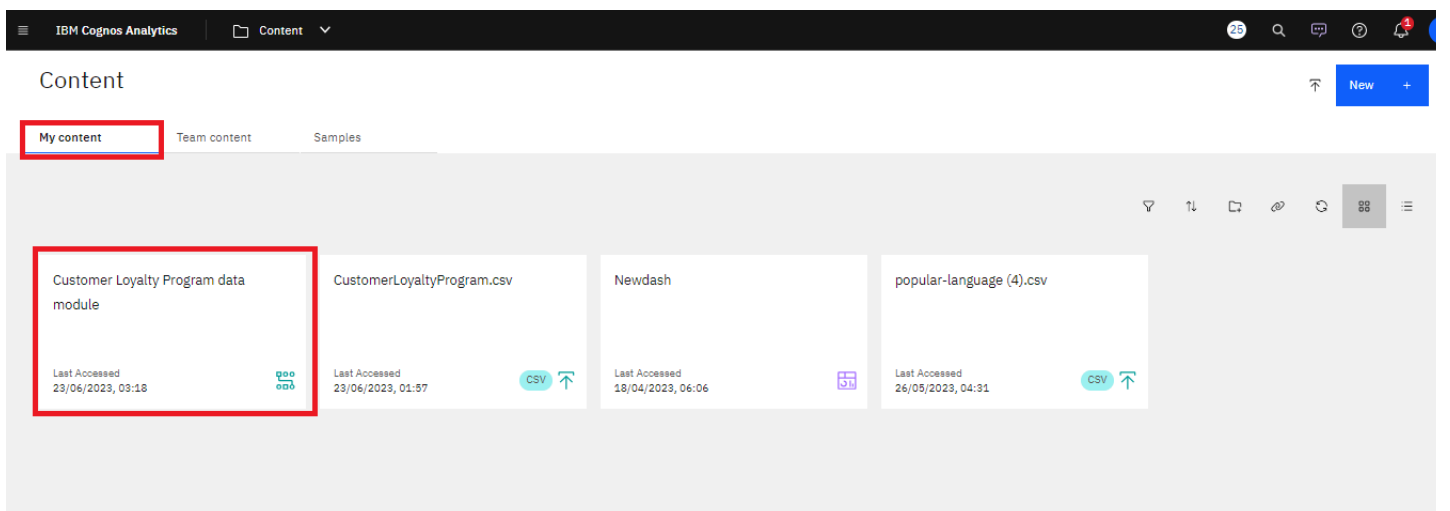 IBM Cognos Analytics Content 25 1
Content
New +
My content Team content Samples
Customer Loyalty Program data
module
Last Accessed
23/06/2023, 03:18
CustomerLoyaltyProgram.csv
Last Accessed
23/06/2023, 01:57
CSV
Newdash
Last Accessed
18/04/2023, 06:06
popular-language (4).csv
Last Accessed
26/05/2023, 04:31
CSV